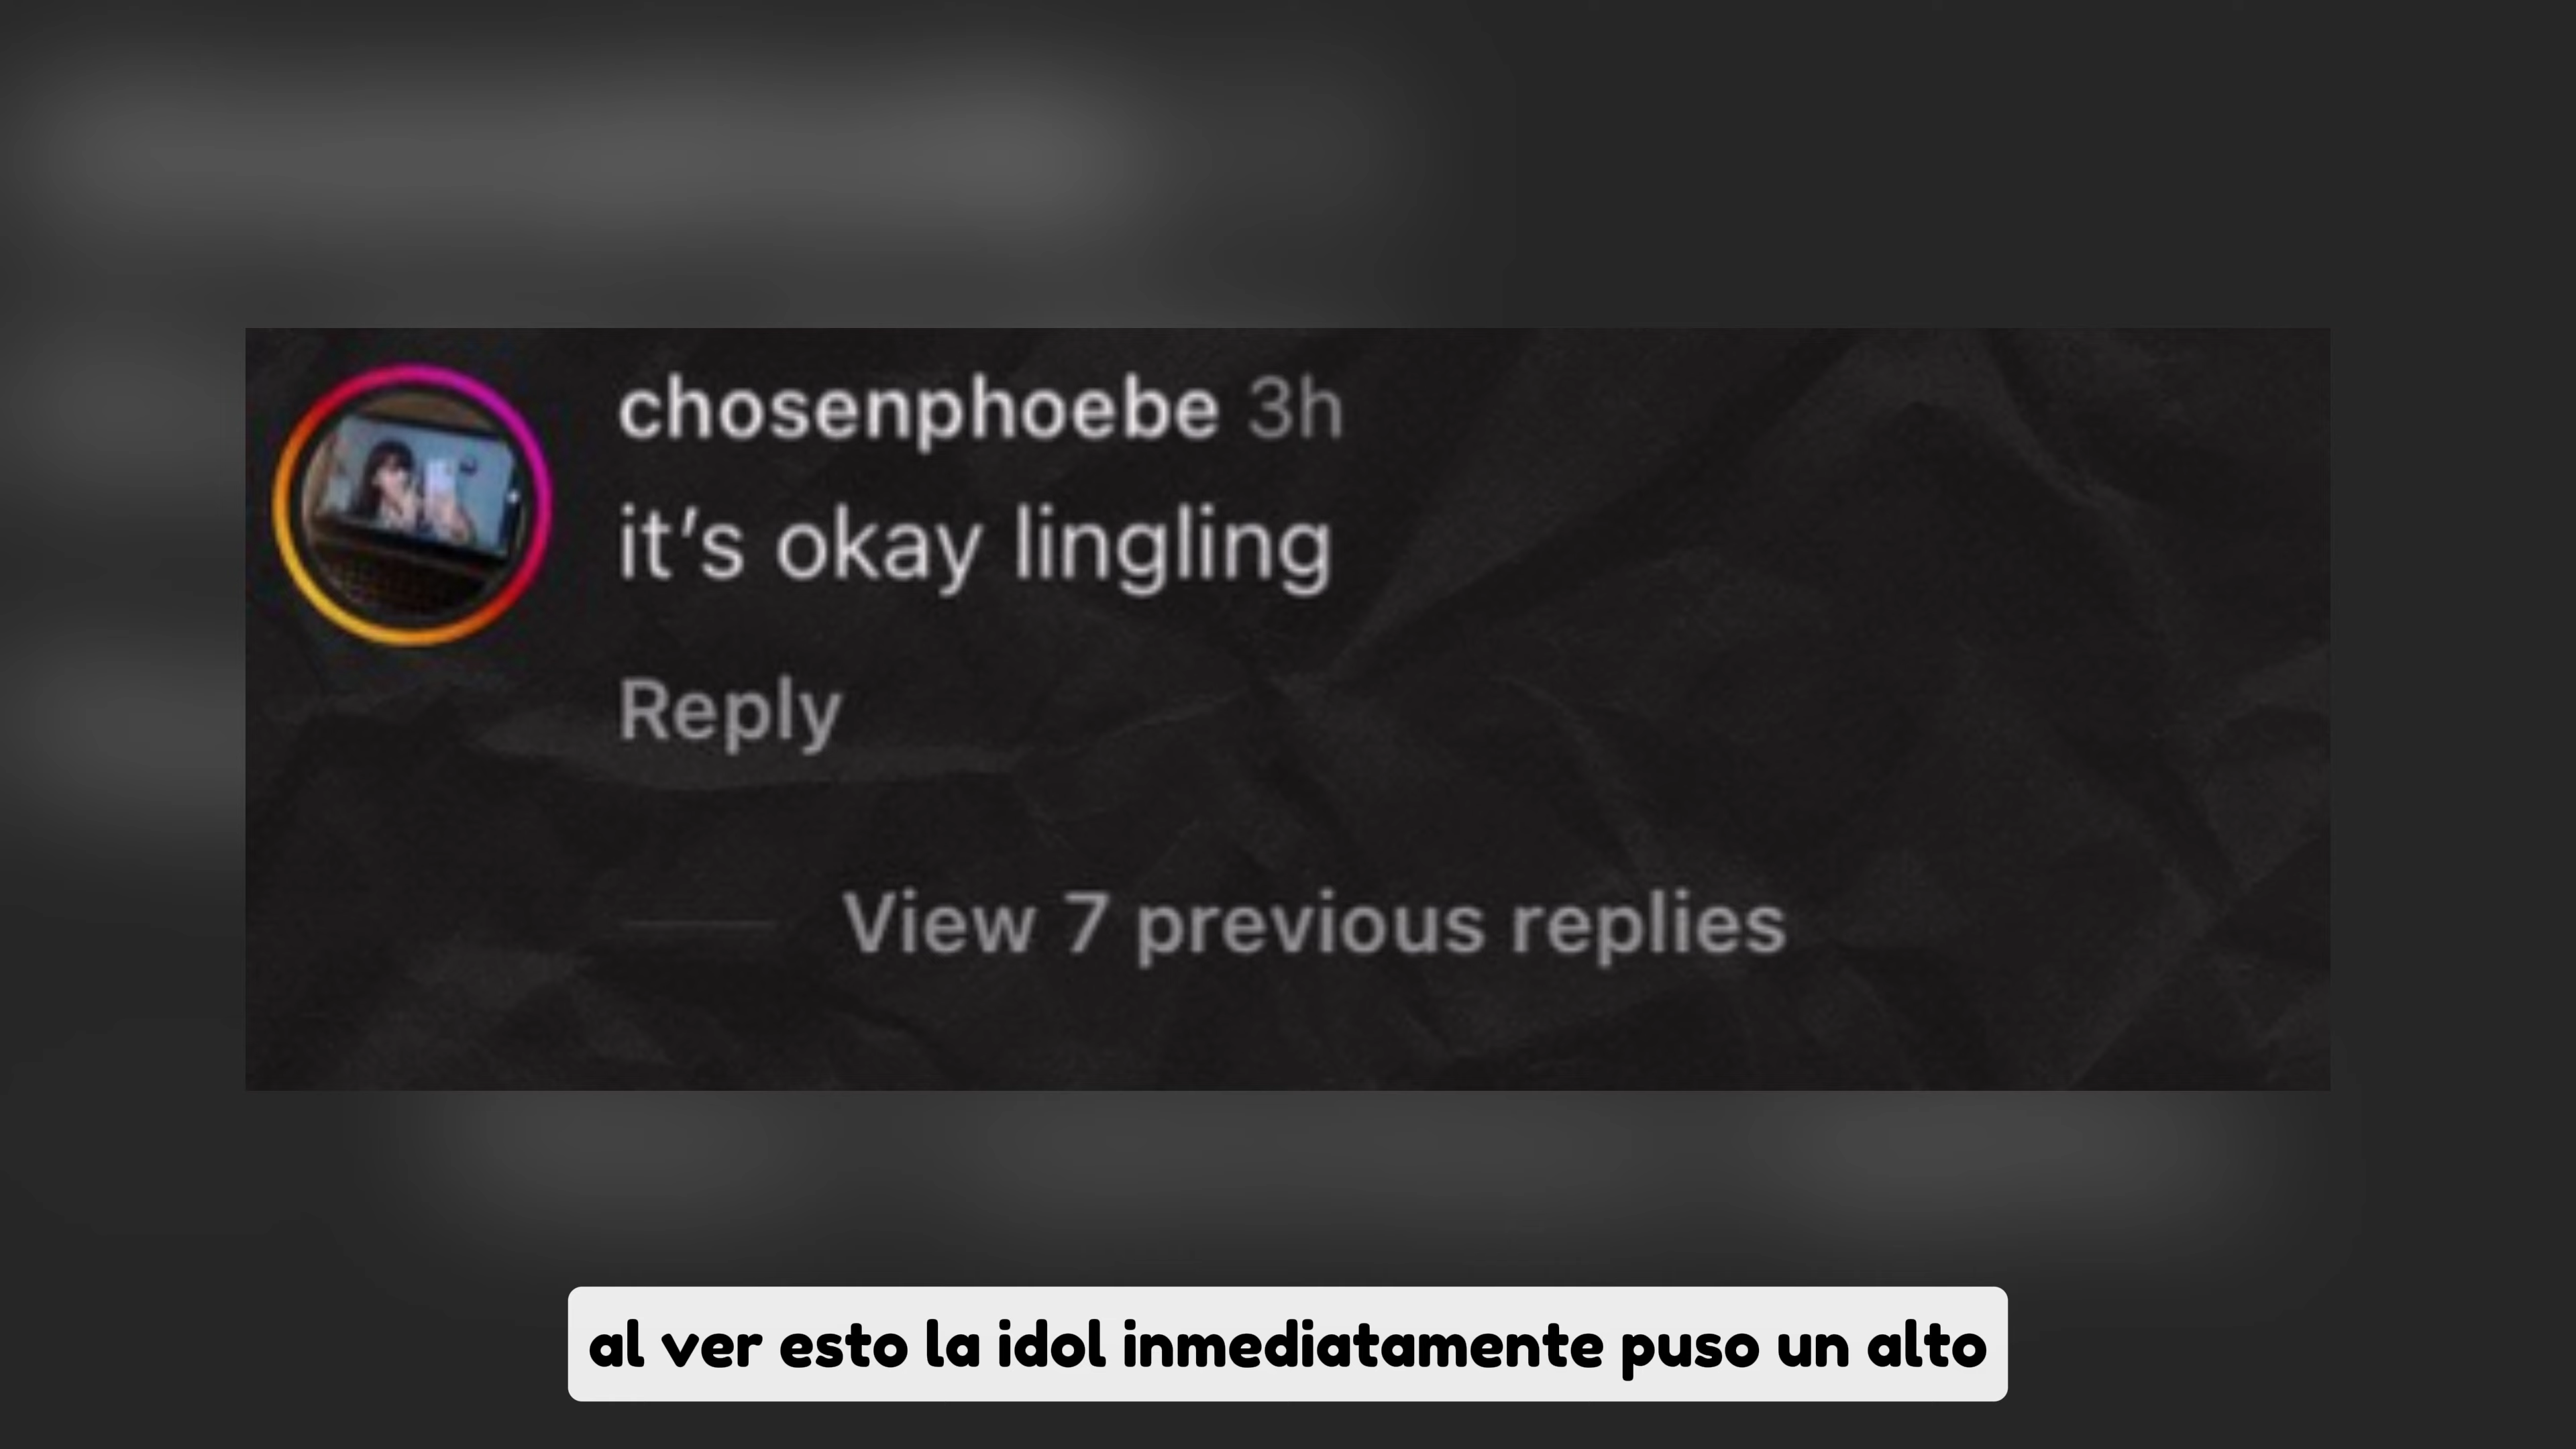 chosenphoebe 3h
it’s okay lingling
Reply
View 7 previous replies
al ver esto la idol inmediatamente puso un alto